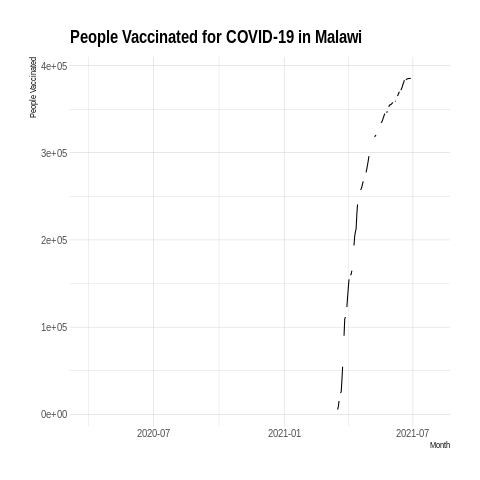 People Vaccinated for COVID-19 in Malawi
People Vaccinated
4e+05
3e+05
2e+05
1e+05
0e+00
2020-07
2021-01
2021-07
Month